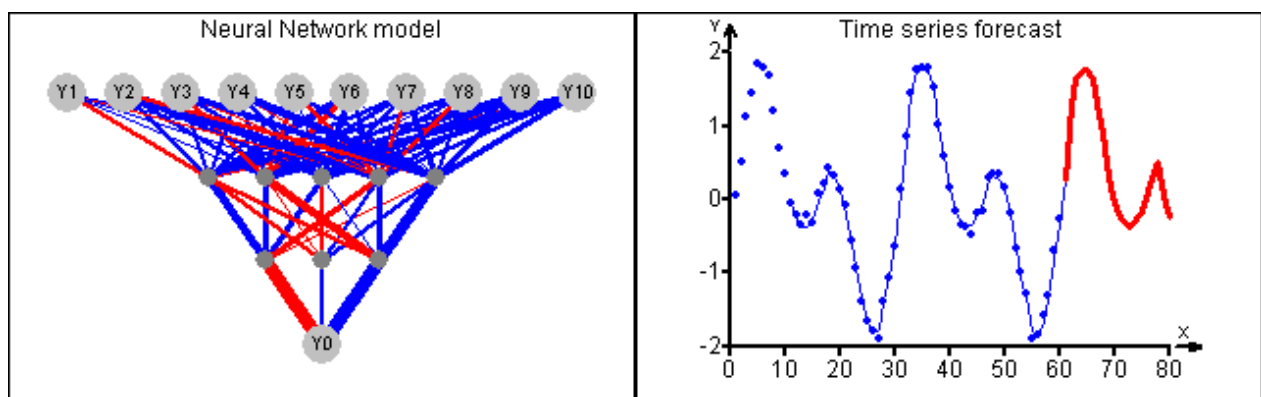 Neural Network model
Y1 Y2 Y3 Y4 Y5 Y6 Y7 Y8 Y9 Y10
Y0
Time series forecast
Y
2
1
0
-1
-2
X
0 10 20 30 40 50 60 70 80